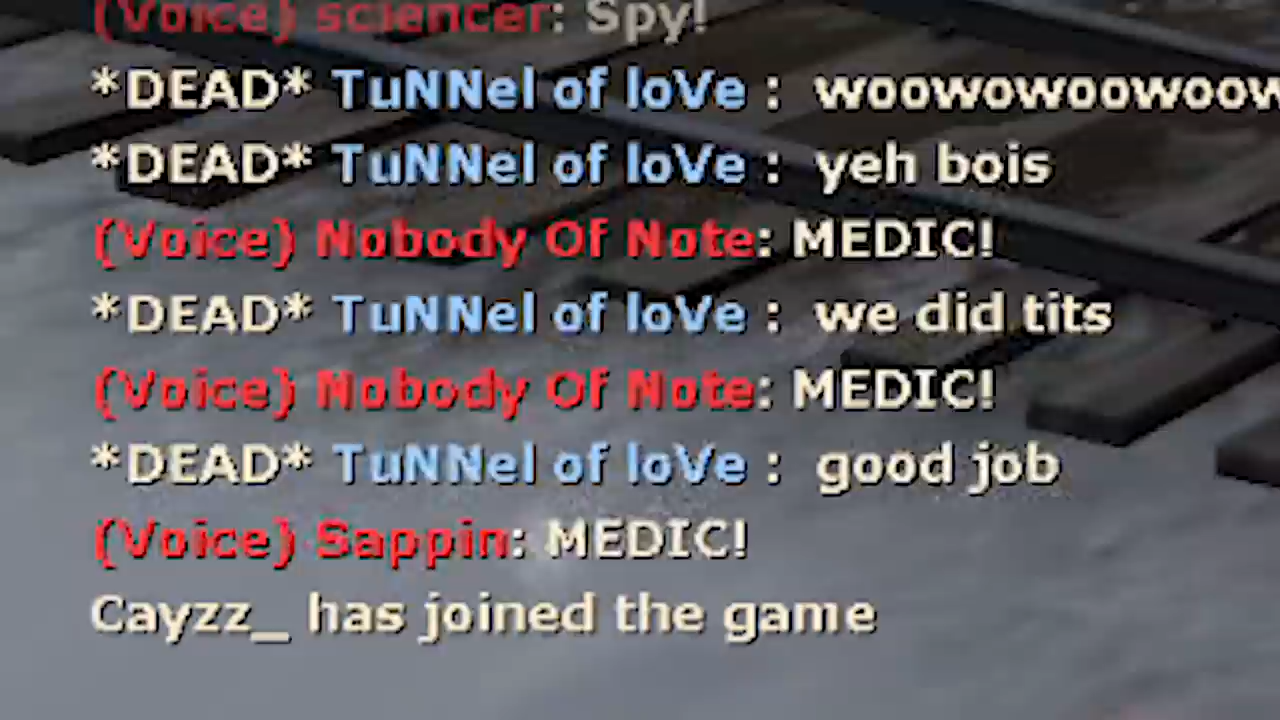 (Voice) sciencer: Spy!
*DEAD* TuNNel of loVe :  woowowoowoow
*DEAD* TuNNel of loVe :  yeh bois
(Voice) Nobody Of Note: MEDIC!
*DEAD* TuNNel of loVe :  we did tits
(Voice) Nobody Of Note: MEDIC!
*DEAD* TuNNel of loVe :  good job
(Voice) Sappin: MEDIC!
Cayzz_ has joined the game